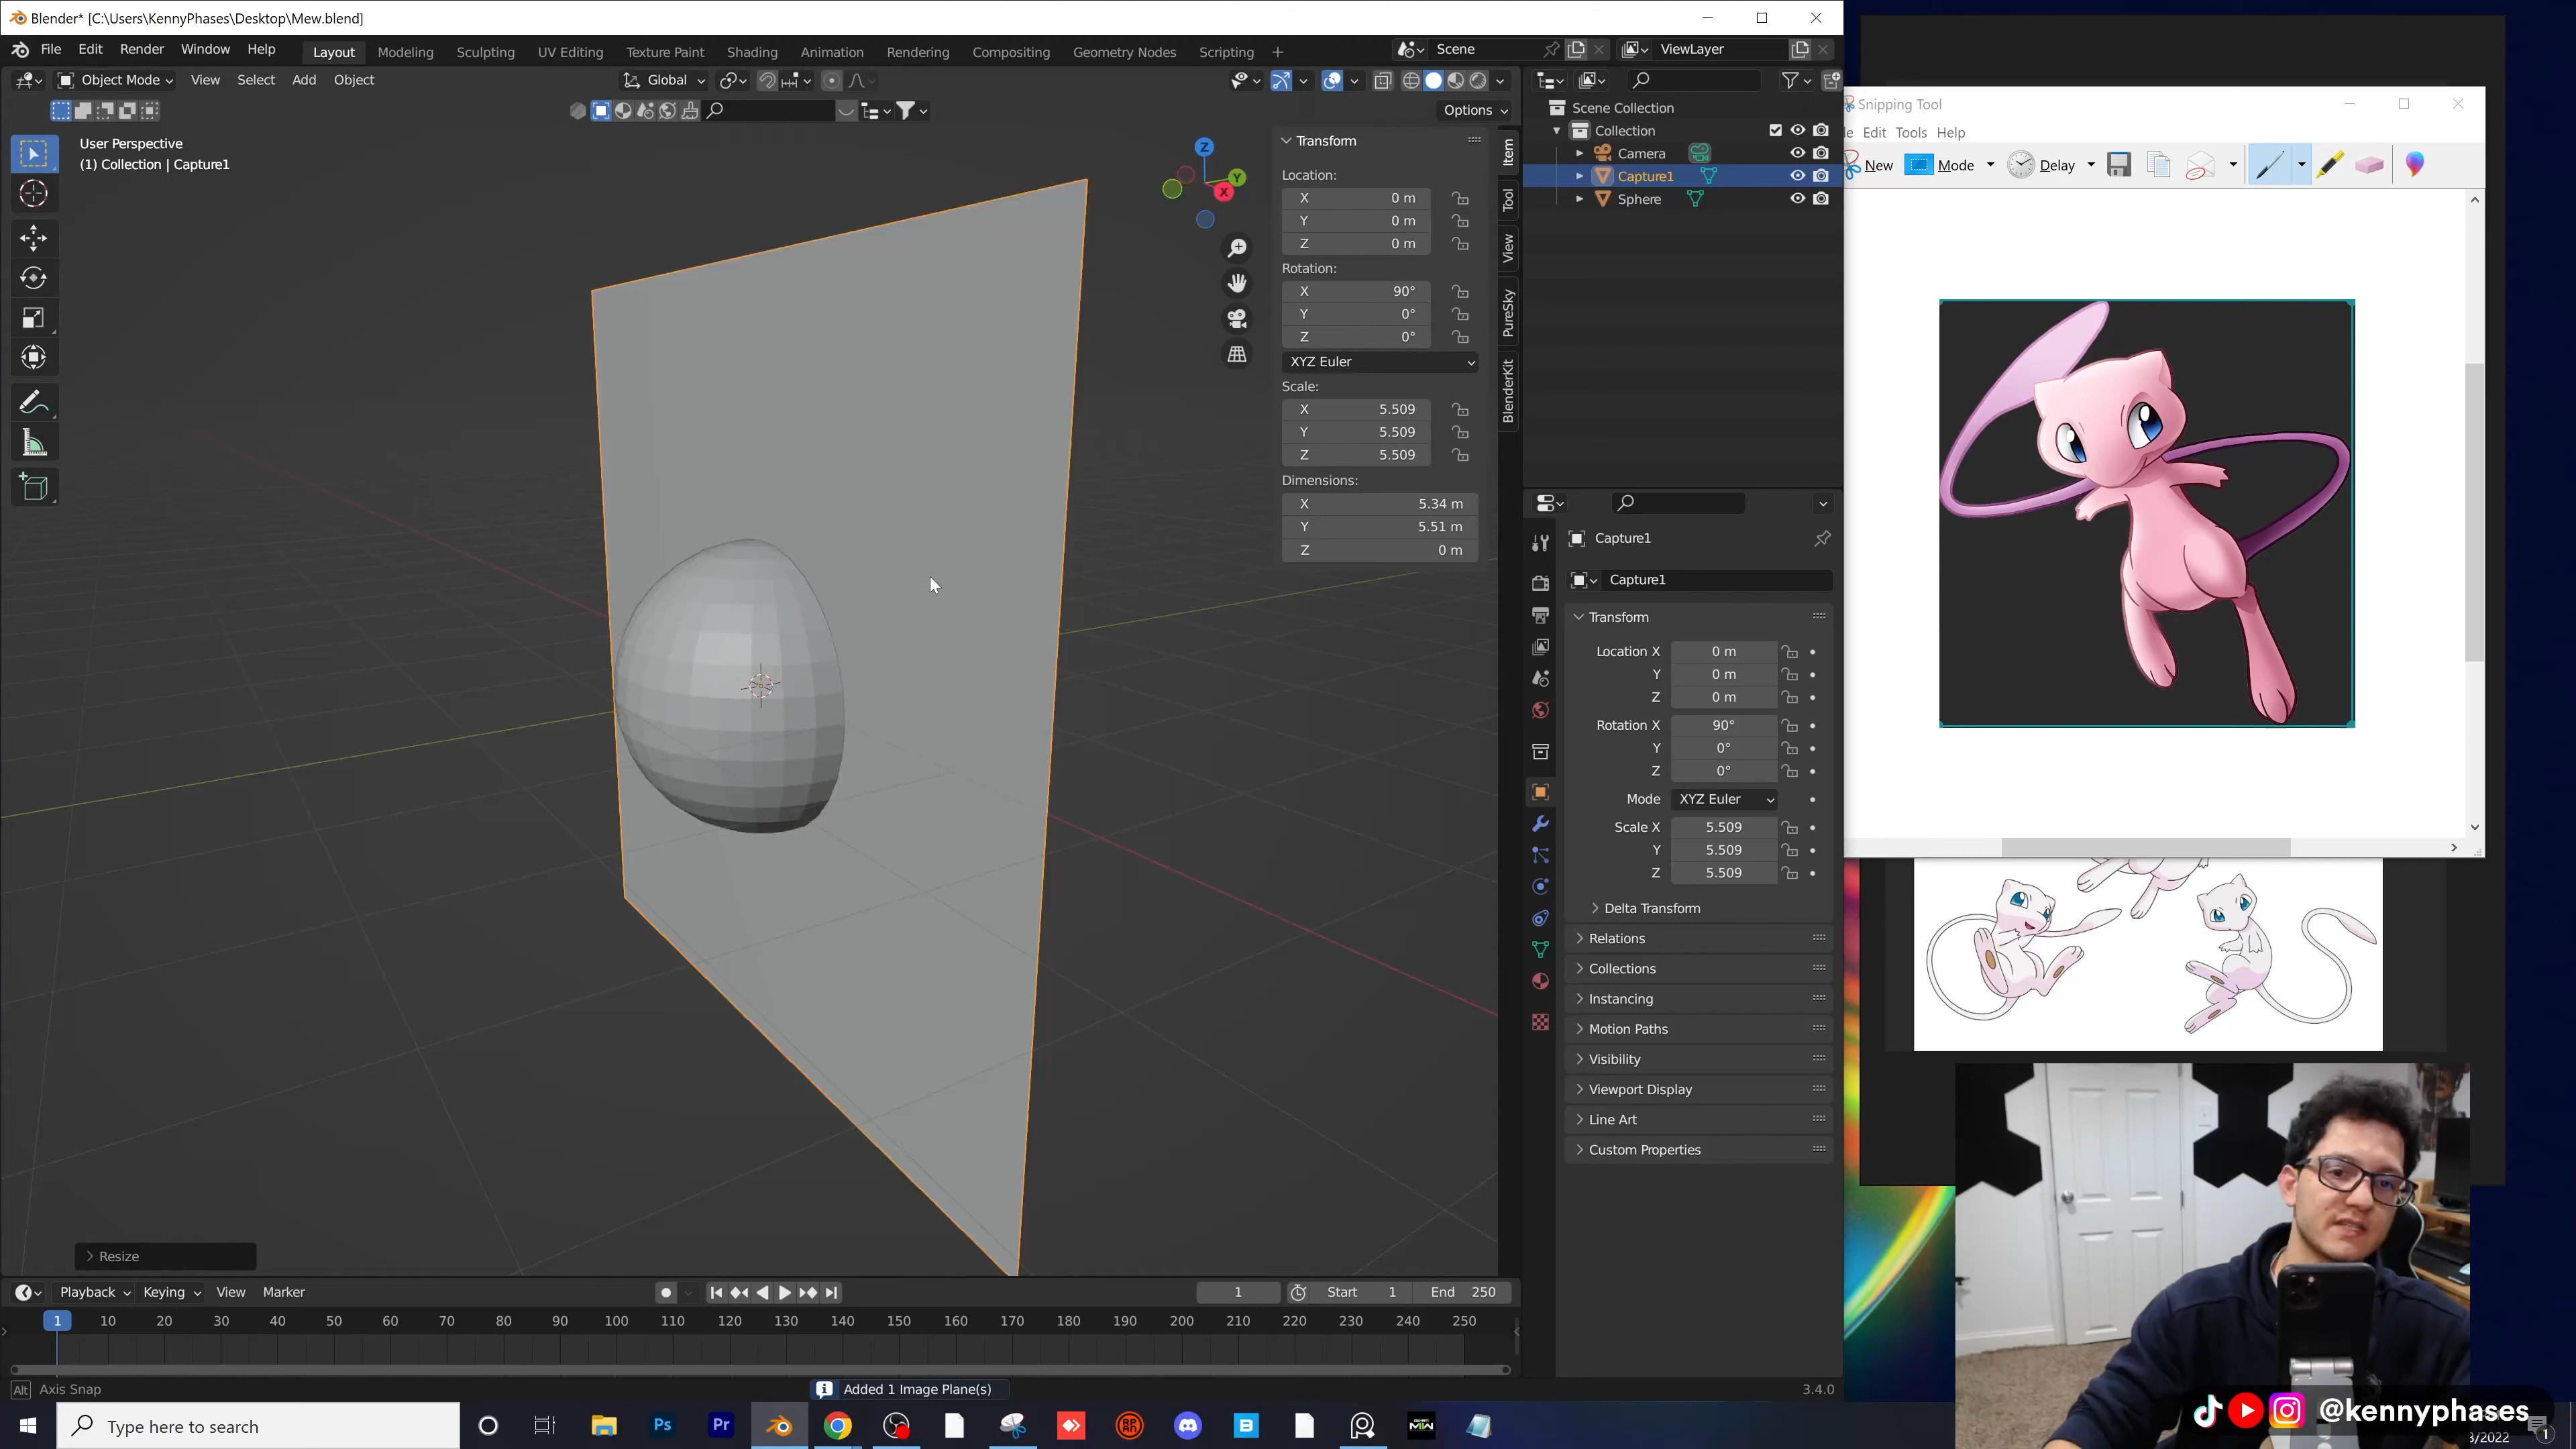 Blender* [C:\Users\KennyPhases\Desktop\Mew.blend]
File Edit Render Window Help
Layout Modeling Sculpting UV Editing Texture Paint Shading Animation Rendering Compositing Geometry Nodes Scripting +
Scene
ViewLayer
Object Mode View Select Add Object
Global
Options
User Perspective
(1) Collection | Capture1
Z
Y
X
Transform
Location:
X 0 m
Y 0 m
Z 0 m
Rotation:
X 90°
Y 0°
Z 0°
XYZ Euler
Scale:
X 5.509
Y 5.509
Z 5.509
Dimensions:
X 5.34 m
Y 5.51 m
Z 0 m
Item
Tool
View
PureSky
BlenderKit
Scene Collection
Collection
Camera
Capture1
Sphere
Capture1
Capture1
Transform
Location X 0 m
Y 0 m
Z 0 m
Rotation X 90°
Y 0°
Z 0°
Mode XYZ Euler
Scale X 5.509
Y 5.509
Z 5.509
Delta Transform
Relations
Collections
Instancing
Motion Paths
Visibility
Viewport Display
Line Art
Custom Properties
Snipping Tool
Edit Tools Help
New Mode Delay
Resize
Playback Keying View Marker
1 Start 1 End 250
1 10 20 30 40 50 60 70 80 90 100 110 120 130 140 150 160 170 180 190 200 210 220 230 240 250
Alt Axis Snap
Added 1 Image Plane(s)
3.4.0
Type here to search
Ps
Pr
MW
@kennyphases
3/2022
1